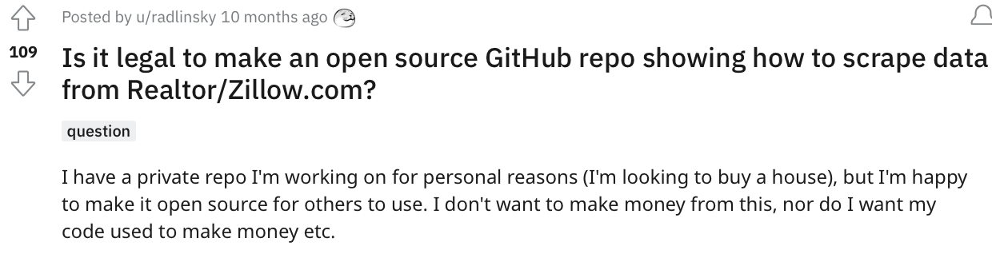 Posted by u/radlinsky 10 months ago
109
Is it legal to make an open source GitHub repo showing how to scrape data
from Realtor/Zillow.com?
question
I have a private repo I'm working on for personal reasons (I'm looking to buy a house), but I'm happy
to make it open source for others to use. I don't want to make money from this, nor do I want my
code used to make money etc.